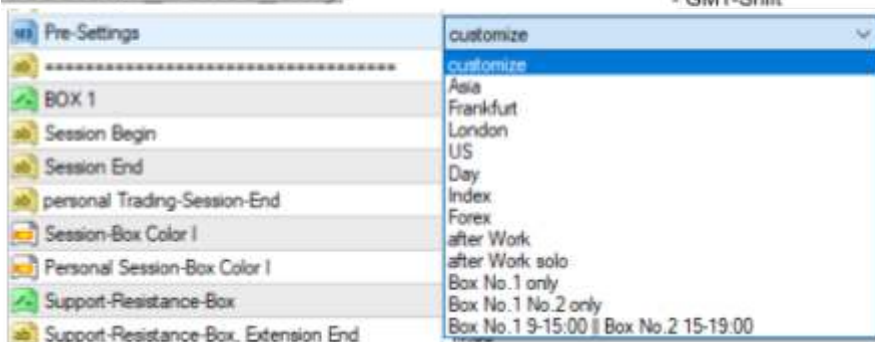 - GMT-Shift
Pre-Settings customize
====================================
customize
BOX 1 Asia
Frankfurt
Session Begin London
US
Session End Day
Index
personal Trading-Session-End Forex
Session-Box Color I after Work
after Work solo
Personal Session-Box Color I Box No.1 only
Support-Resistance-Box Box No.1 No.2 only
Support-Resistance-Box, Extension End Box No.1 9-15:00 || Box No.2 15-19:00